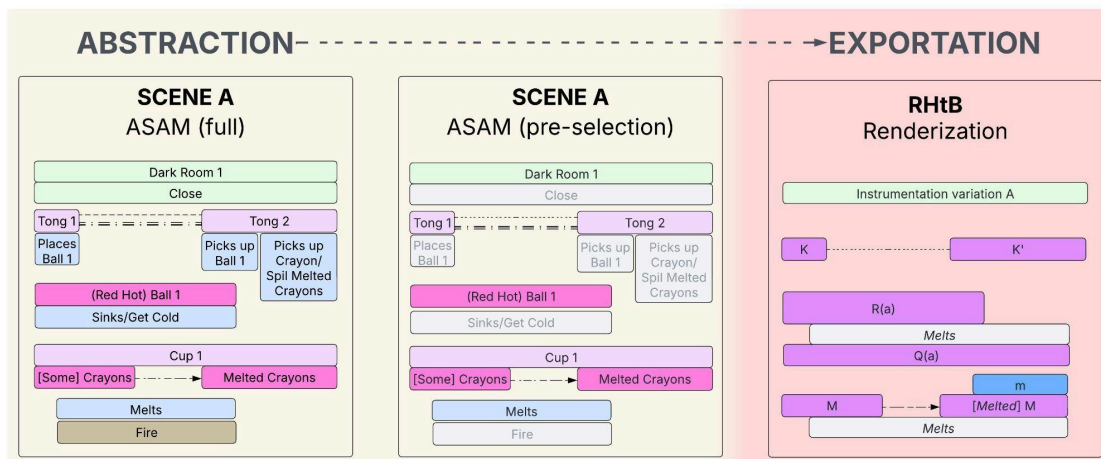 ABSTRACTION
EXPORTATION
SCENE A
ASAM (full)
Dark Room 1
Close
Tong 1
Tong 2
Places
Ball 1
Picks up
Ball 1
Picks up
Crayon/
Spil Melted
Crayons
(Red Hot) Ball 1
Sinks/Get Cold
Cup 1
[Some] Crayons
Melted Crayons
Melts
Fire
SCENE A
ASAM (pre-selection)
Dark Room 1
Close
Tong 1
Tong 2
Places
Ball 1
Picks up
Ball 1
Picks up
Crayon/
Spil Melted
Crayons
(Red Hot) Ball 1
Sinks/Get Cold
Cup 1
[Some] Crayons
Melted Crayons
Melts
Fire
RHtB
Renderization
Instrumentation variation A
K
K'
R(a)
Melts
Q(a)
m
M
[Melted] M
Melts